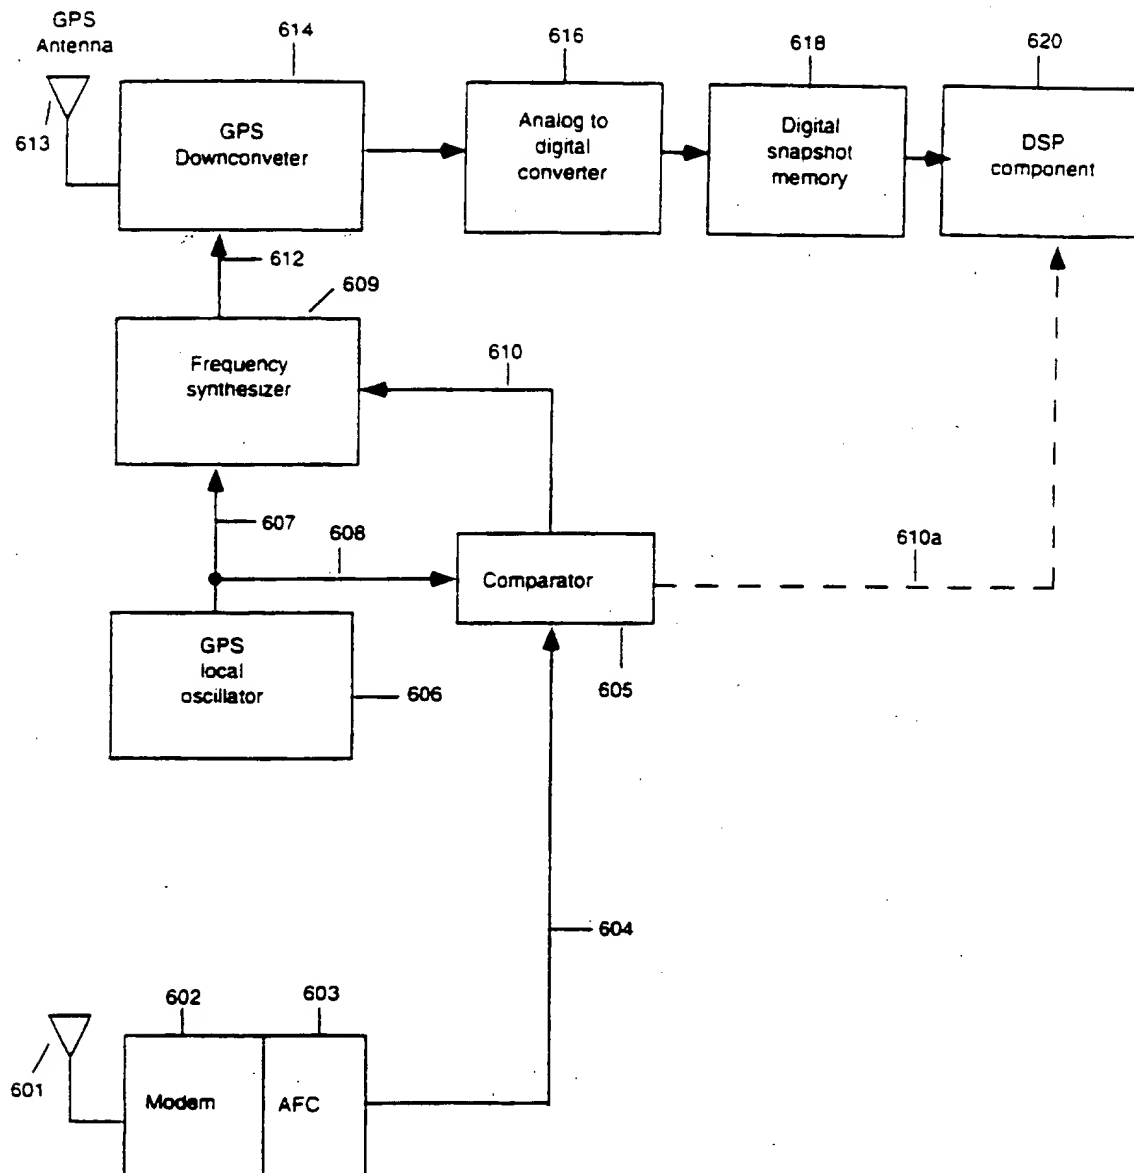 GPS
Antenna
614
616
618
620
613
GPS
Downconveter
Analog to
digital
converter
Digital
snapshot
memory
DSP
component
612
609
Frequency
synthesizer
610
607
608
Comparator
610a
GPS
local
oscillator
606
605
604
602
603
601
Modem
AFC